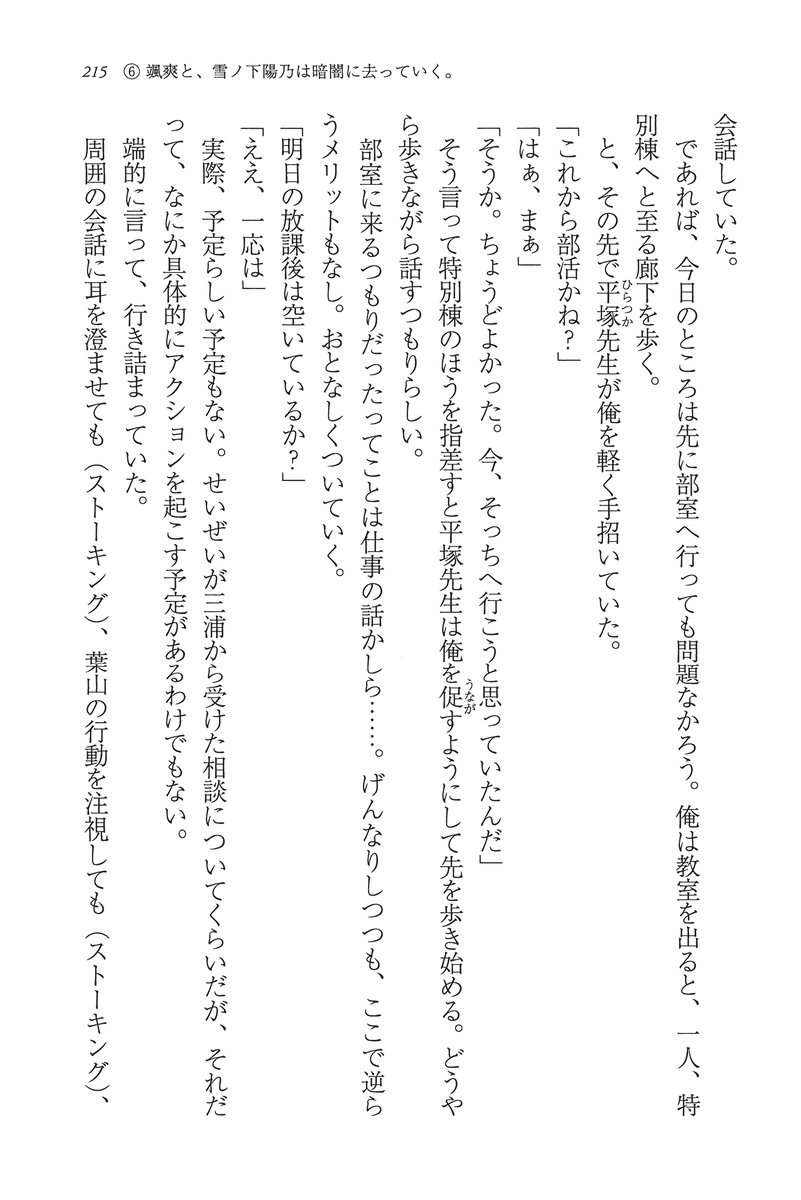 215 ⑥ 颯爽と、雪ノ下陽乃は暗闇に去っていく。
会話していた。
であれば、今日のところは先に部室へ行っても問題なかろう。俺は教室を出ると、一人、特
別棟へと至る廊下を歩く。
と、その先で平塚先生が俺を軽く手招いていた。
ひらつか
「これから部活かね？」
「はぁ、まぁ」
「そうか。ちょうどよかった。今、そっちへ行こうと思っていたんだ」
そう言って特別棟のほうを指差すと平塚先生は俺を促すようにして先を歩き始める。どうや
うなが
ら歩きながら話すつもりらしい。
部室に来るつもりだったってことは仕事の話かしら……。げんなりしつつも、ここで逆ら
うメリットもなし。おとなしくついていく。
「明日の放課後は空いているか？」
「ええ、一応は」
実際、予定らしい予定もない。せいぜいが三浦から受けた相談についてくらいだが、それだ
って、なにか具体的にアクションを起こす予定があるわけでもない。
端的に言って、行き詰まっていた。
周囲の会話に耳を澄ませても（ストーキング）、葉山の行動を注視しても（ストーキング）、